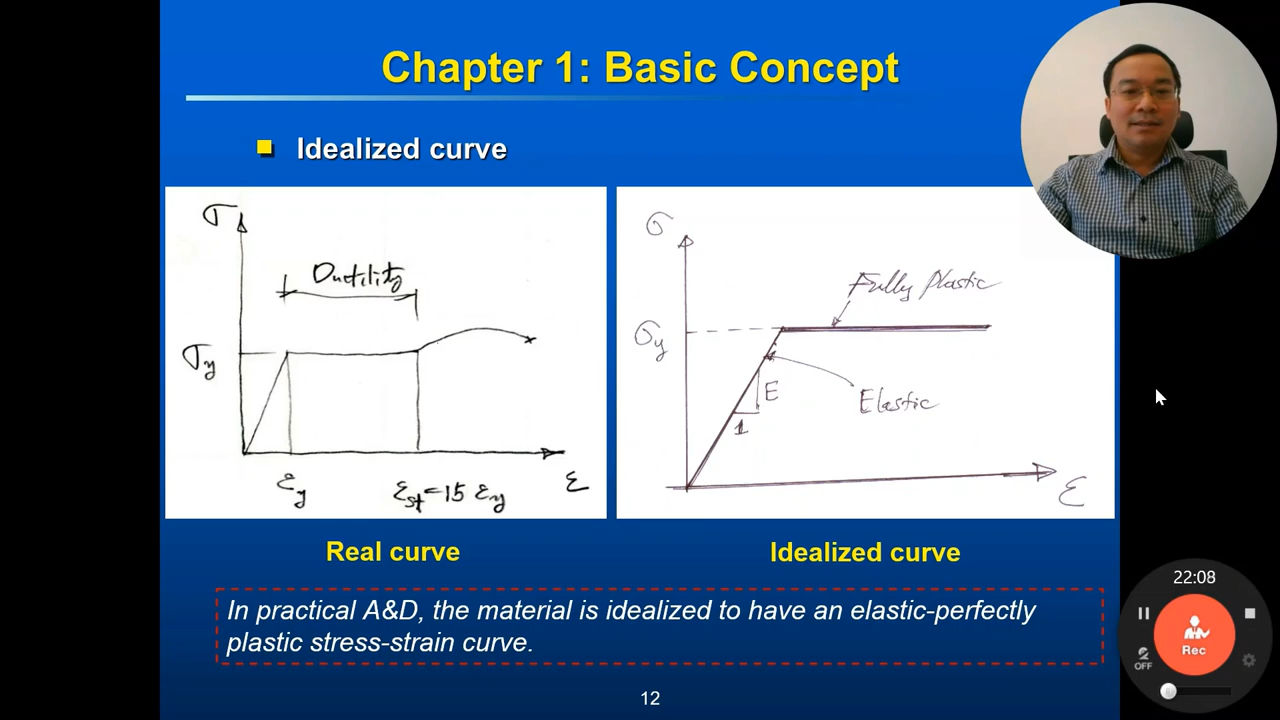 Chapter 1: Basic Concept
Idealized curve
σ
Ductility
σy
εy
εst=15 εy
ε
σ
Fully plastic
σy
E
1
Elastic
ε
Real curve
Idealized curve
In practical A&D, the material is idealized to have an elastic-perfectly
plastic stress-strain curve.
12
22:08
OFF
Rec